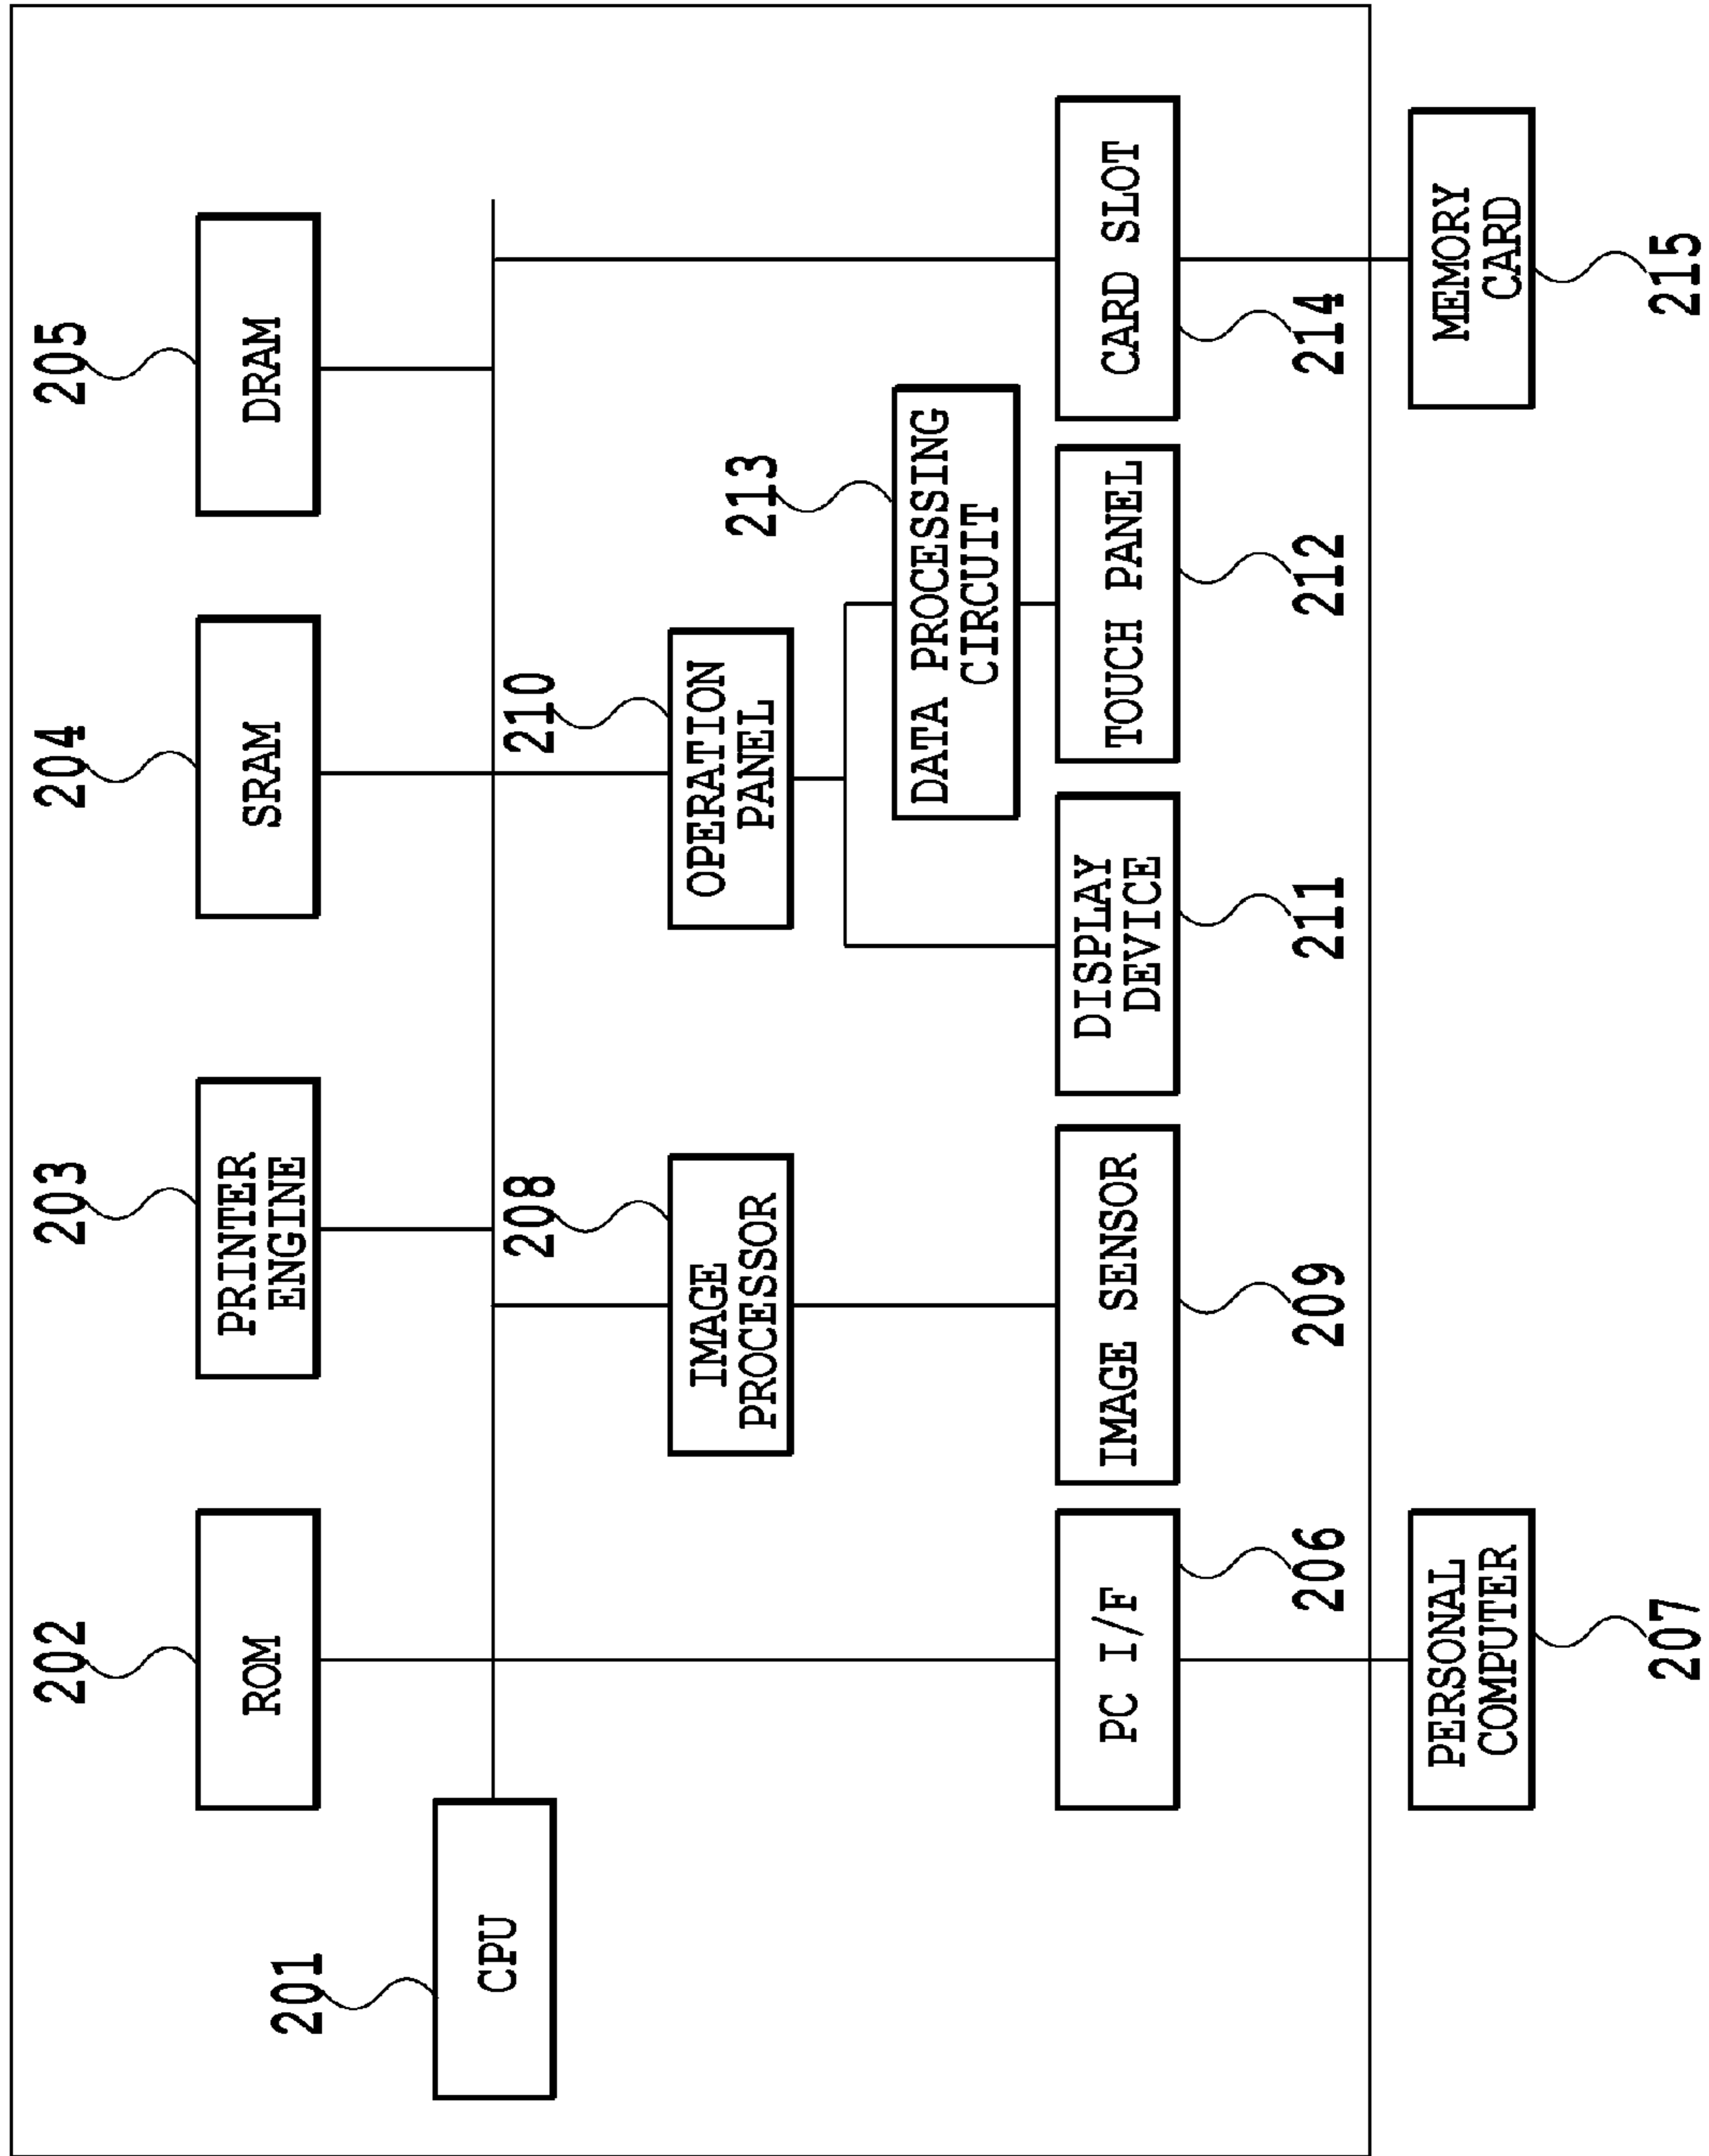 202
203
204
205
ROM
PRINTER
ENGINE
SRAM
DRAM
201
CPU
208
210
IMAGE
PROCESSOR
OPERATION
PANEL
213
DATA PROCESSING
CIRCUIT
PC I/F
IMAGE SENSOR
DISPLAY
DEVICE
TOUCH PANEL
CARD SLOT
206
209
211
212
214
PERSONAL
COMPUTER
MEMORY
CARD
207
215